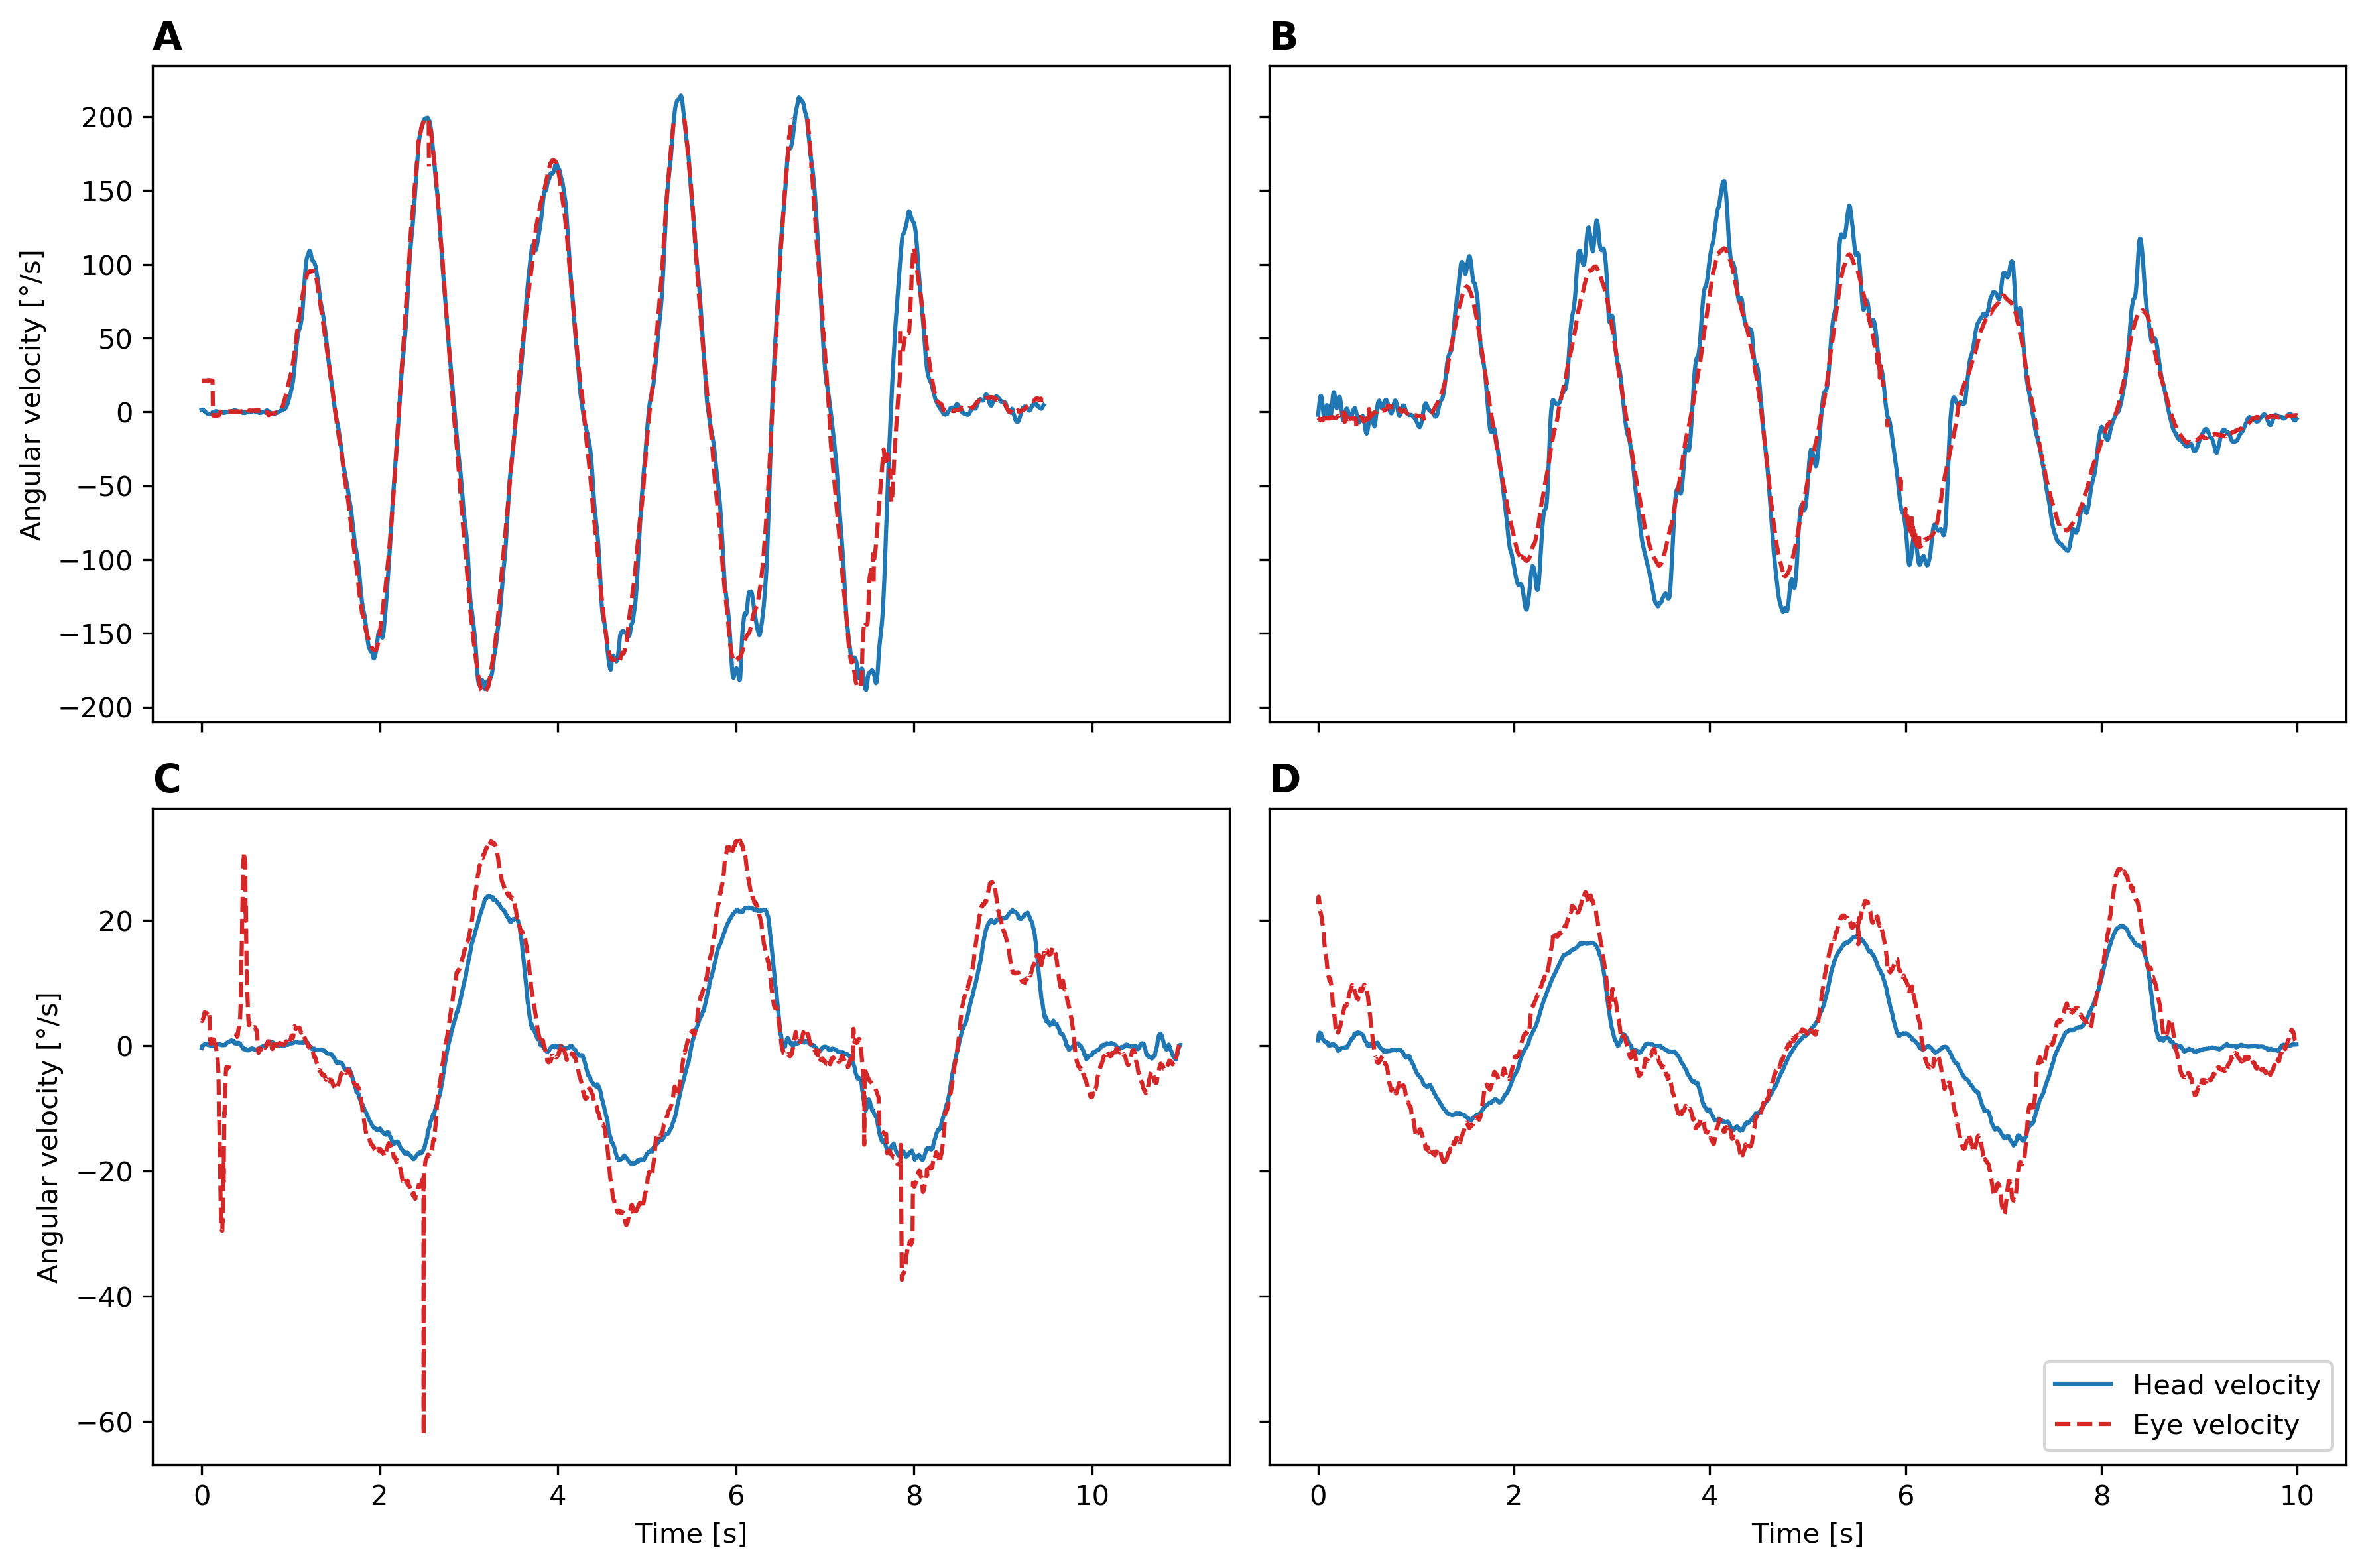 A
B
Angular velocity [°/s]
200
150
100
50
0
−50
−100
−150
−200
C
D
Angular velocity [°/s]
20
0
−20
−40
−60
0 2 4 6 8 10
Time [s]
0 2 4 6 8 10
Time [s]
Head velocity
Eye velocity